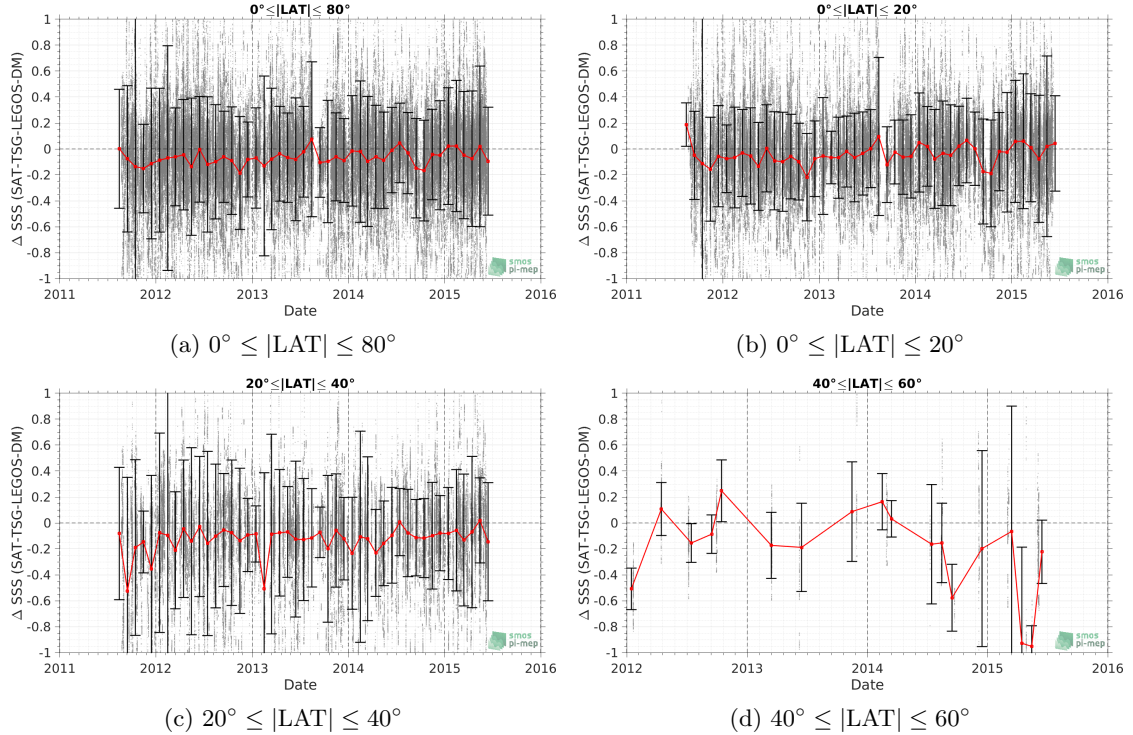 0°≤|LAT|≤ 80°
Δ SSS (SAT-TSG-LEGOS-DM)
1
0.8
0.6
0.4
0.2
0
-0.2
-0.4
-0.6
-0.8
-1
2011 2012 2013 2014 2015 2016
Date
smos
pi-mep
(a) 0° ≤ |LAT| ≤ 80°
0°≤|LAT|≤ 20°
Δ SSS (SAT-TSG-LEGOS-DM)
1
0.8
0.6
0.4
0.2
0
-0.2
-0.4
-0.6
-0.8
-1
2011 2012 2013 2014 2015 2016
Date
smos
pi-mep
(b) 0° ≤ |LAT| ≤ 20°
20°≤|LAT|≤ 40°
Δ SSS (SAT-TSG-LEGOS-DM)
1
0.8
0.6
0.4
0.2
0
-0.2
-0.4
-0.6
-0.8
-1
2011 2012 2013 2014 2015 2016
Date
smos
pi-mep
(c) 20° ≤ |LAT| ≤ 40°
40°≤|LAT|≤ 60°
Δ SSS (SAT-TSG-LEGOS-DM)
1
0.8
0.6
0.4
0.2
0
-0.2
-0.4
-0.6
-0.8
-1
2012 2013 2014 2015 2016
Date
smos
pi-mep
(d) 40° ≤ |LAT| ≤ 60°